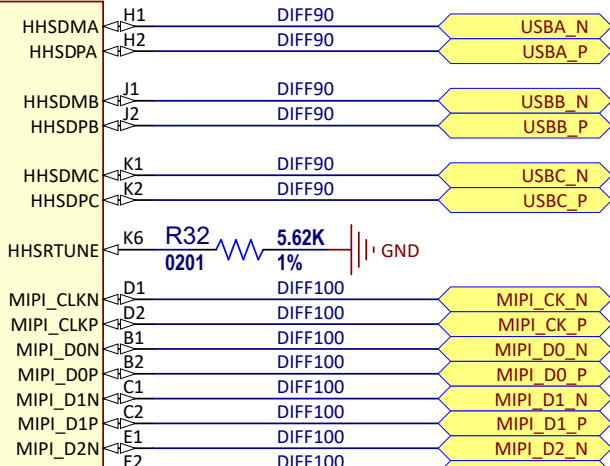 HHSDMA H1 DIFF90 USBA_N
HHSDPA H2 DIFF90 USBA_P
HHSDMB J1 DIFF90 USBB_N
HHSDPB J2 DIFF90 USBB_P
HHSDMC K1 DIFF90 USBC_N
HHSDPC K2 DIFF90 USBC_P
HHSRTUNE K6 R32 5.62K GND
0201 1%
MIPI_CLKN D1 DIFF100 MIPI_CK_N
MIPI_CLKP D2 DIFF100 MIPI_CK_P
MIPI_D0N B1 DIFF100 MIPI_D0_N
MIPI_D0P B2 DIFF100 MIPI_D0_P
MIPI_D1N C1 DIFF100 MIPI_D1_N
MIPI_D1P C2 DIFF100 MIPI_D1_P
MIPI_D2N E1 DIFF100 MIPI_D2_N
E2 DIFF100